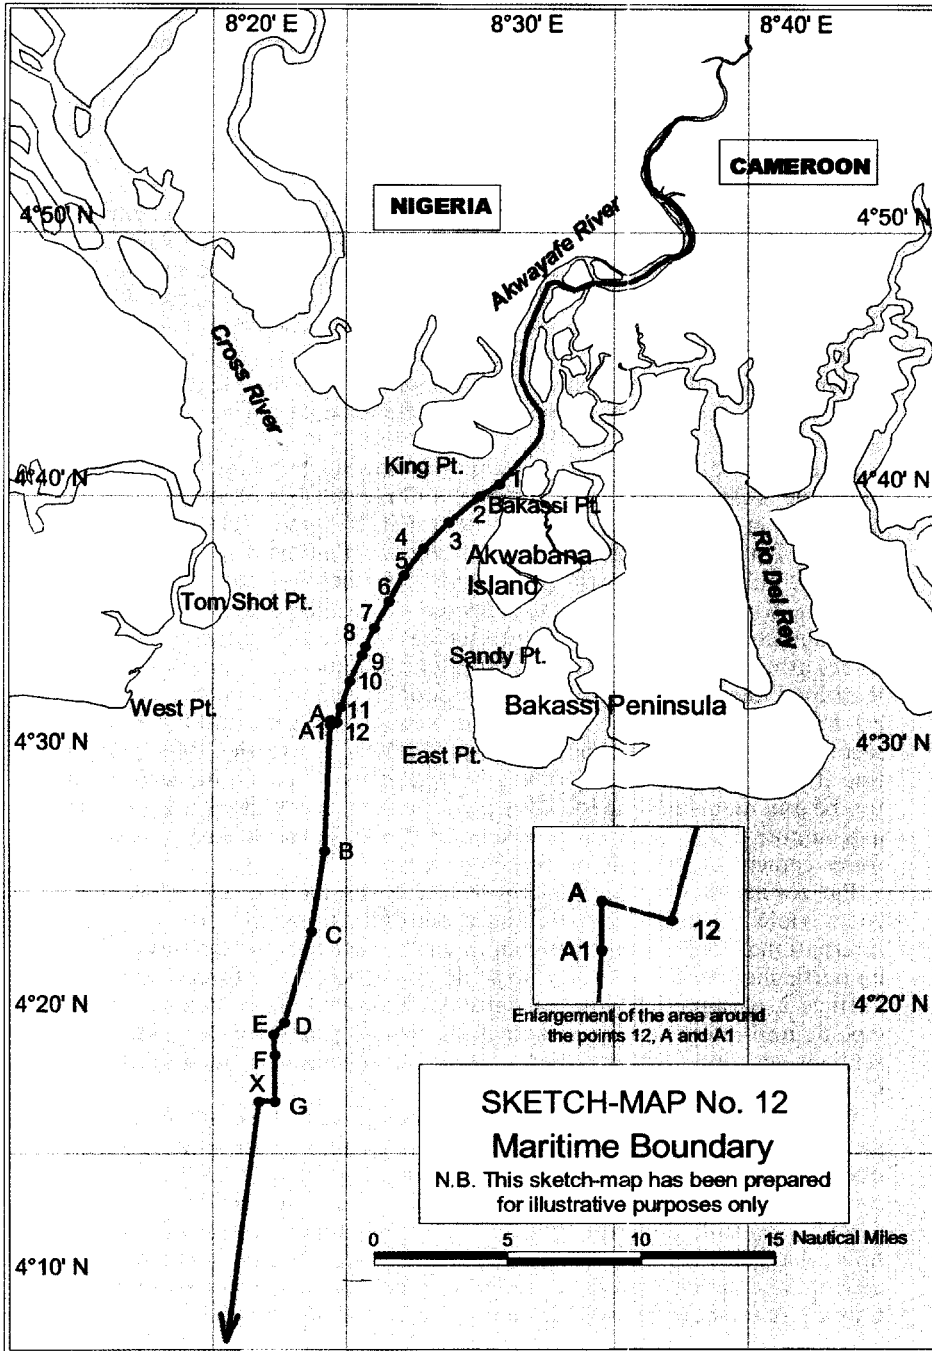 8°20' E
8°30' E
8°40' E
CAMEROON
NIGERIA
4°50' N
4°50' N
Akwayafe River
Cross River
King Pt.
4°40' N
4°40' N
1
2
Bakassi Pt.
3
4
Akwabana
Island
5
6
Rio Del Rey
Tom Shot Pt.
7
8
9
Sandy Pt.
10
West Pt.
Bakassi Peninsula
A
11
A1
12
4°30' N
4°30' N
East Pt.
B
A
12
A1
C
4°20' N
4°20' N
Enlargement of the area around
the points 12, A and A1
D
E
F
X
G
SKETCH-MAP No. 12
Maritime Boundary
N.B. This sketch-map has been prepared
for illustrative purposes only
0 5 10 15 Nautical Miles
4°10' N